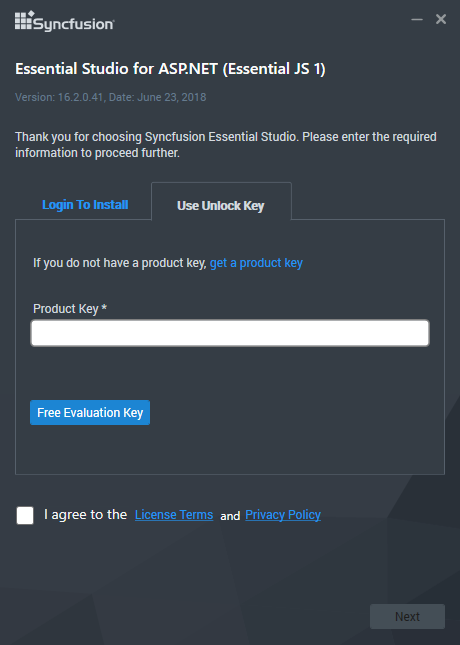 Syncfusion
Essential Studio for ASP.NET (Essential JS 1)
Version: 16.2.0.41, Date: June 23, 2018
Thank you for choosing Syncfusion Essential Studio. Please enter the required
information to proceed further.
Login To Install
Use Unlock Key
If you do not have a product key, get a product key
Product Key *
Free Evaluation Key
I agree to the License Terms and Privacy Policy
Next